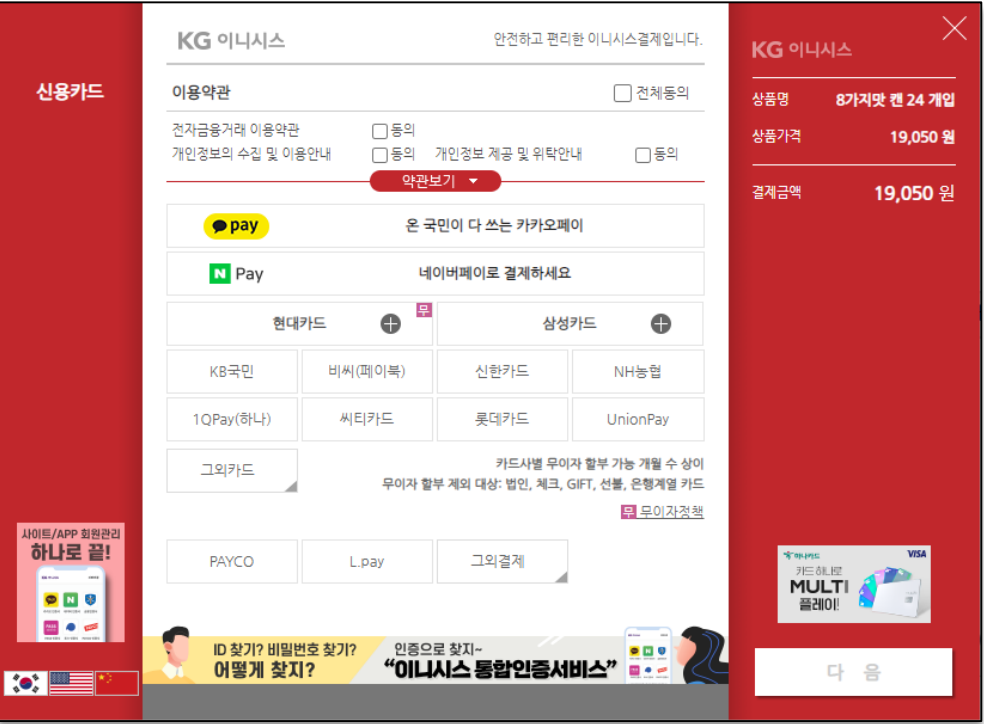 신용카드
KG 이니시스
안전하고 편리한 이니시스결제입니다.
이용약관
전체동의
전자금융거래 이용약관
동의
개인정보의 수집 및 이용안내
동의
개인정보 제공 및 위탁안내
동의
약관보기
pay
온 국민이 다 쓰는 카카오페이
N Pay
네이버페이로 결제하세요
현대카드
무
삼성카드
KB국민
비씨(페이북)
신한카드
NH농협
1QPay(하나)
씨티카드
롯데카드
UnionPay
그외카드
카드사별 무이자 할부 가능 개월 수 상이
무이자 할부 제외 대상: 법인, 체크, GIFT, 선불, 은행계열 카드
무 무이자정책
PAYCO
L.pay
그외결제
사이트/APP 회원관리
하나로 끝!
ID 찾기? 비밀번호 찾기?
어떻게 찾지?
인증으로 찾지~
“이니시스 통합인증서비스”
KG 이니시스
상품명
8가지맛 캔 24 개입
상품가격
19,050 원
결제금액
19,050 원
하나카드
VISA
카드 하나로
MULTI
플레이!
다 음